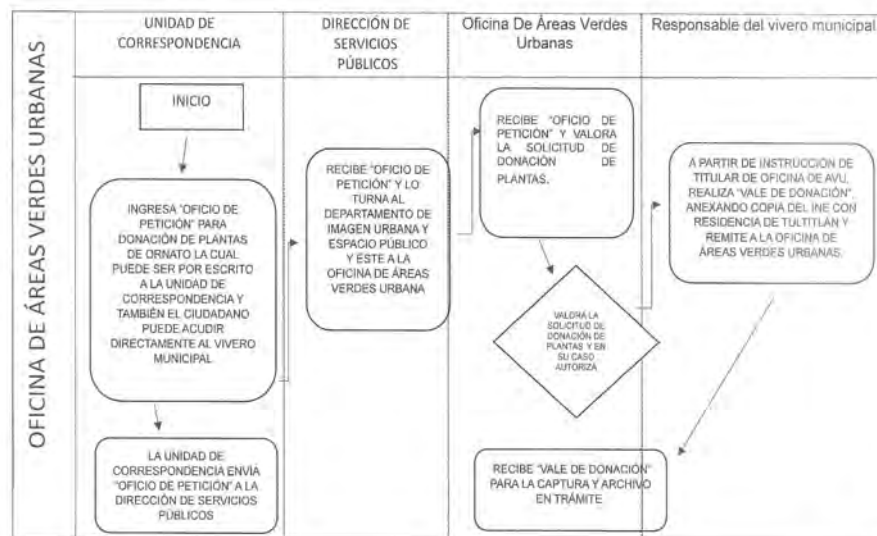 OFICINA DE ÁREAS VERDES URBANAS
UNIDAD DE
CORRESPONDENCIA
DIRECCIÓN DE
SERVICIOS
PÚBLICOS
Oficina De Áreas Verdes
Urbanas
Responsable del vivero municipal
INICIO
INGRESA "OFICIO DE
PETICIÓN" PARA
DONACIÓN DE PLANTAS
DE ORNATO LA CUAL
PUEDE SER POR ESCRITO
A LA UNIDAD DE
CORRESPONDENCIA Y
TAMBIÉN EL CIUDADANO
PUEDE ACUDIR
DIRECTAMENTE AL VIVERO
MUNICIPAL
LA UNIDAD DE
CORRESPONDENCIA ENVÍA
"OFICIO DE PETICIÓN" A LA
DIRECCIÓN DE SERVICIOS
PÚBLICOS
RECIBE "OFICIO DE
PETICIÓN" Y LO
TURNA AL
DEPARTAMENTO DE
IMAGEN URBANA Y
ESPACIO PÚBLICO
Y ESTE A LA
OFICINA DE ÁREAS
VERDES URBANA
RECIBE "OFICIO DE
PETICIÓN" Y VALORA
LA SOLICITUD DE
DONACIÓN DE
PLANTAS.
VALORA LA
SOLICITUD DE
DONACIÓN DE
PLANTAS Y EN
SU CASO
AUTORIZA
RECIBE "VALE DE DONACIÓN"
PARA LA CAPTURA Y ARCHIVO
EN TRÁMITE
A PARTIR DE INSTRUCCIÓN DE
TITULAR DE OFICINA DE AVU,
REALIZA "VALE DE DONACIÓN",
ANEXANDO COPIA DEL INE CON
RESIDENCIA DE TULTITLÁN Y
REMITE A LA OFICINA DE
ÁREAS VERDES URBANAS.